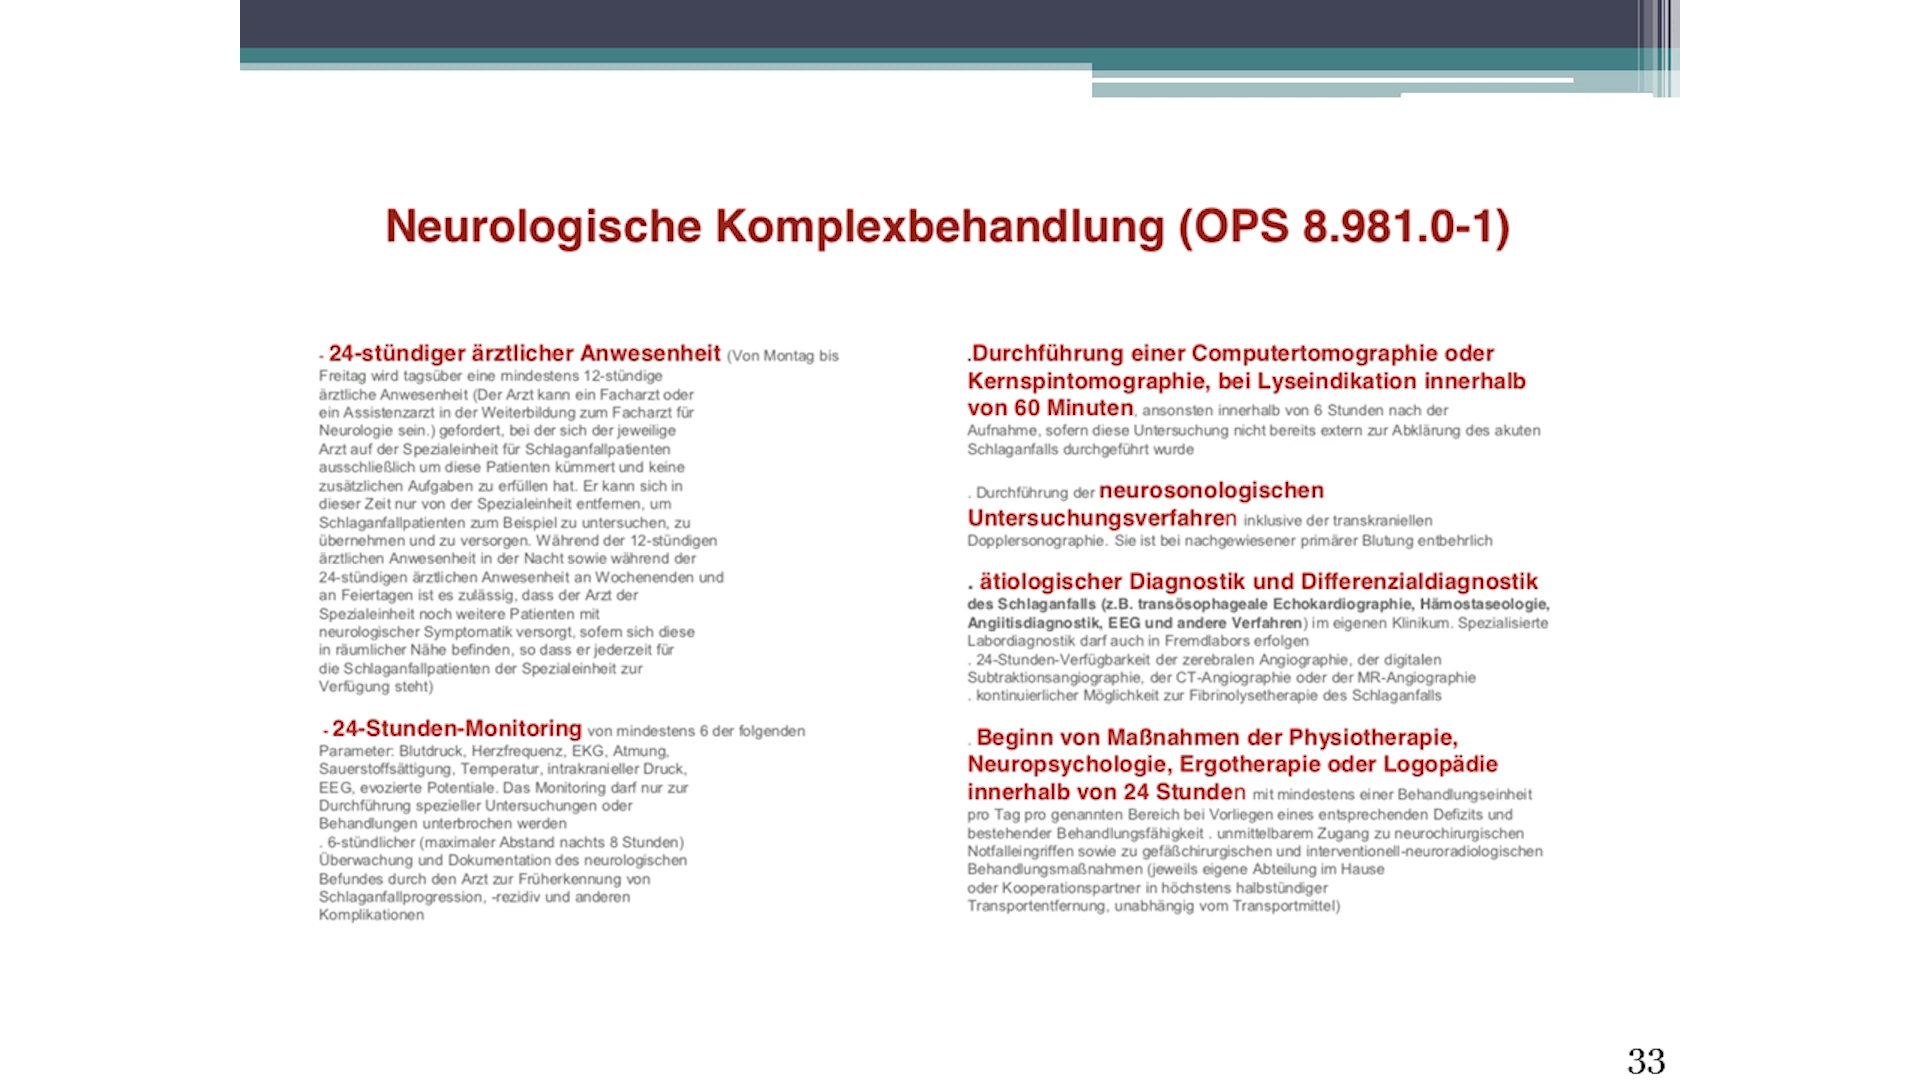 Neurologische Komplexbehandlung (OPS 8.981.0-1)
- 24-stündiger ärztlicher Anwesenheit (Von Montag bis
Freitag wird tagsüber eine mindestens 12-stündige
ärztliche Anwesenheit (Der Arzt kann ein Facharzt oder
ein Assistenzarzt in der Weiterbildung zum Facharzt für
Neurologie sein.) gefordert, bei der sich der jeweilige
Arzt auf der Spezialeinheit für Schlaganfallpatienten
ausschließlich um diese Patienten kümmert und keine
zusätzlichen Aufgaben zu erfüllen hat. Er kann sich in
dieser Zeit nur von der Spezialeinheit entfernen, um
Schlaganfallpatienten zum Beispiel zu untersuchen, zu
übernehmen und zu versorgen. Während der 12-stündigen
ärztlichen Anwesenheit in der Nacht sowie während der
24-stündigen ärztlichen Anwesenheit an Wochenenden und
an Feiertagen ist es zulässig, dass der Arzt der
Spezialeinheit noch weitere Patienten mit
neurologischer Symptomatik versorgt, sofern sich diese
in räumlicher Nähe befinden, so dass er jederzeit für
die Schlaganfallpatienten der Spezialeinheit zur
Verfügung steht)
- 24-Stunden-Monitoring von mindestens 6 der folgenden
Parameter: Blutdruck, Herzfrequenz, EKG, Atmung,
Sauerstoffsättigung, Temperatur, intrakranieller Druck,
EEG, evozierte Potentiale. Das Monitoring darf nur zur
Durchführung spezieller Untersuchungen oder
Behandlungen unterbrochen werden
. 6-stündlicher (maximaler Abstand nachts 8 Stunden)
Überwachung und Dokumentation des neurologischen
Befundes durch den Arzt zur Früherkennung von
Schlaganfallprogression, -rezidiv und anderen
Komplikationen
.Durchführung einer Computertomographie oder
Kernspintomographie, bei Lyseindikation innerhalb
von 60 Minuten, ansonsten innerhalb von 6 Stunden nach der
Aufnahme, sofern diese Untersuchung nicht bereits extern zur Abklärung des akuten
Schlaganfalls durchgeführt wurde
. Durchführung der neurosonologischen
Untersuchungsverfahren inklusive der transkraniellen
Dopplersonographie. Sie ist bei nachgewiesener primärer Blutung entbehrlich
. ätiologischer Diagnostik und Differenzialdiagnostik
des Schlaganfalls (z.B. transösophageale Echokardiographie, Hämostaseologie,
Angiitisdiagnostik, EEG und andere Verfahren) im eigenen Klinikum. Spezialisierte
Labordiagnostik darf auch in Fremdlabors erfolgen
. 24-Stunden-Verfügbarkeit der zerebralen Angiographie, der digitalen
Subtraktionsangiographie, der CT-Angiographie oder der MR-Angiographie
. kontinuierlicher Möglichkeit zur Fibrinolysetherapie des Schlaganfalls
. Beginn von Maßnahmen der Physiotherapie,
Neuropsychologie, Ergotherapie oder Logopädie
innerhalb von 24 Stunden mit mindestens einer Behandlungseinheit
pro Tag pro genannten Bereich bei Vorliegen eines entsprechenden Defizits und
bestehender Behandlungsfähigkeit . unmittelbarem Zugang zu neurochirurgischen
Notfalleingriffen sowie zu gefäßchirurgischen und interventionell-neuroradiologischen
Behandlungsmaßnahmen (jeweils eigene Abteilung im Hause
oder Kooperationspartner in höchstens halbstündiger
Transportentfernung, unabhängig vom Transportmittel)
33